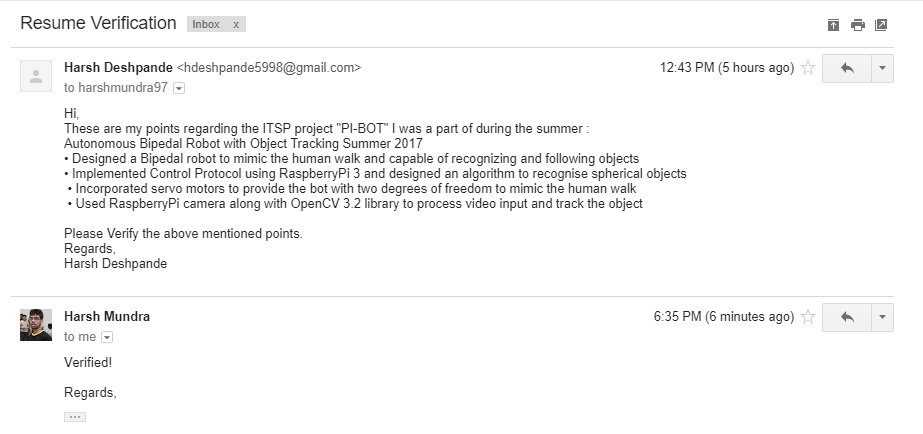 Resume Verification Inbox x
Harsh Deshpande <hdeshpande5998@gmail.com> 12:43 PM (5 hours ago)
to harshmundra97
Hi,
These are my points regarding the ITSP project "PI-BOT" I was a part of during the summer :
Autonomous Bipedal Robot with Object Tracking Summer 2017
• Designed a Bipedal robot to mimic the human walk and capable of recognizing and following objects
• Implemented Control Protocol using RaspberryPi 3 and designed an algorithm to recognise spherical objects
• Incorporated servo motors to provide the bot with two degrees of freedom to mimic the human walk
• Used RaspberryPi camera along with OpenCV 3.2 library to process video input and track the object
Please Verify the above mentioned points.
Regards,
Harsh Deshpande
Harsh Mundra 6:35 PM (6 minutes ago)
to me
Verified!
Regards,